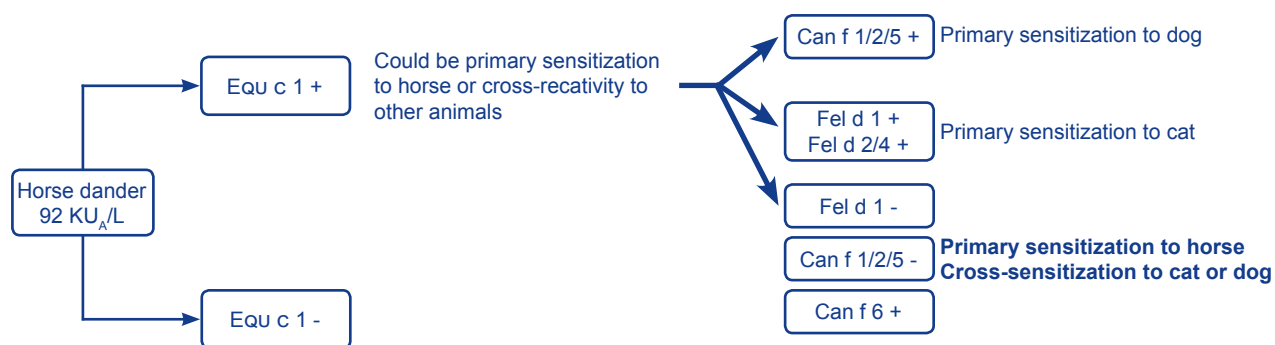 Horse dander
92 KU_A/L
EQU C 1 +
Could be primary sensitization
to horse or cross-recativity to
other animals
Can f 1/2/5 +
Primary sensitization to dog
Fel d 1 +
Fel d 2/4 +
Primary sensitization to cat
Fel d 1 -
Can f 1/2/5 -
Primary sensitization to horse
Cross-sensitization to cat or dog
Can f 6 +
EQU C 1 -